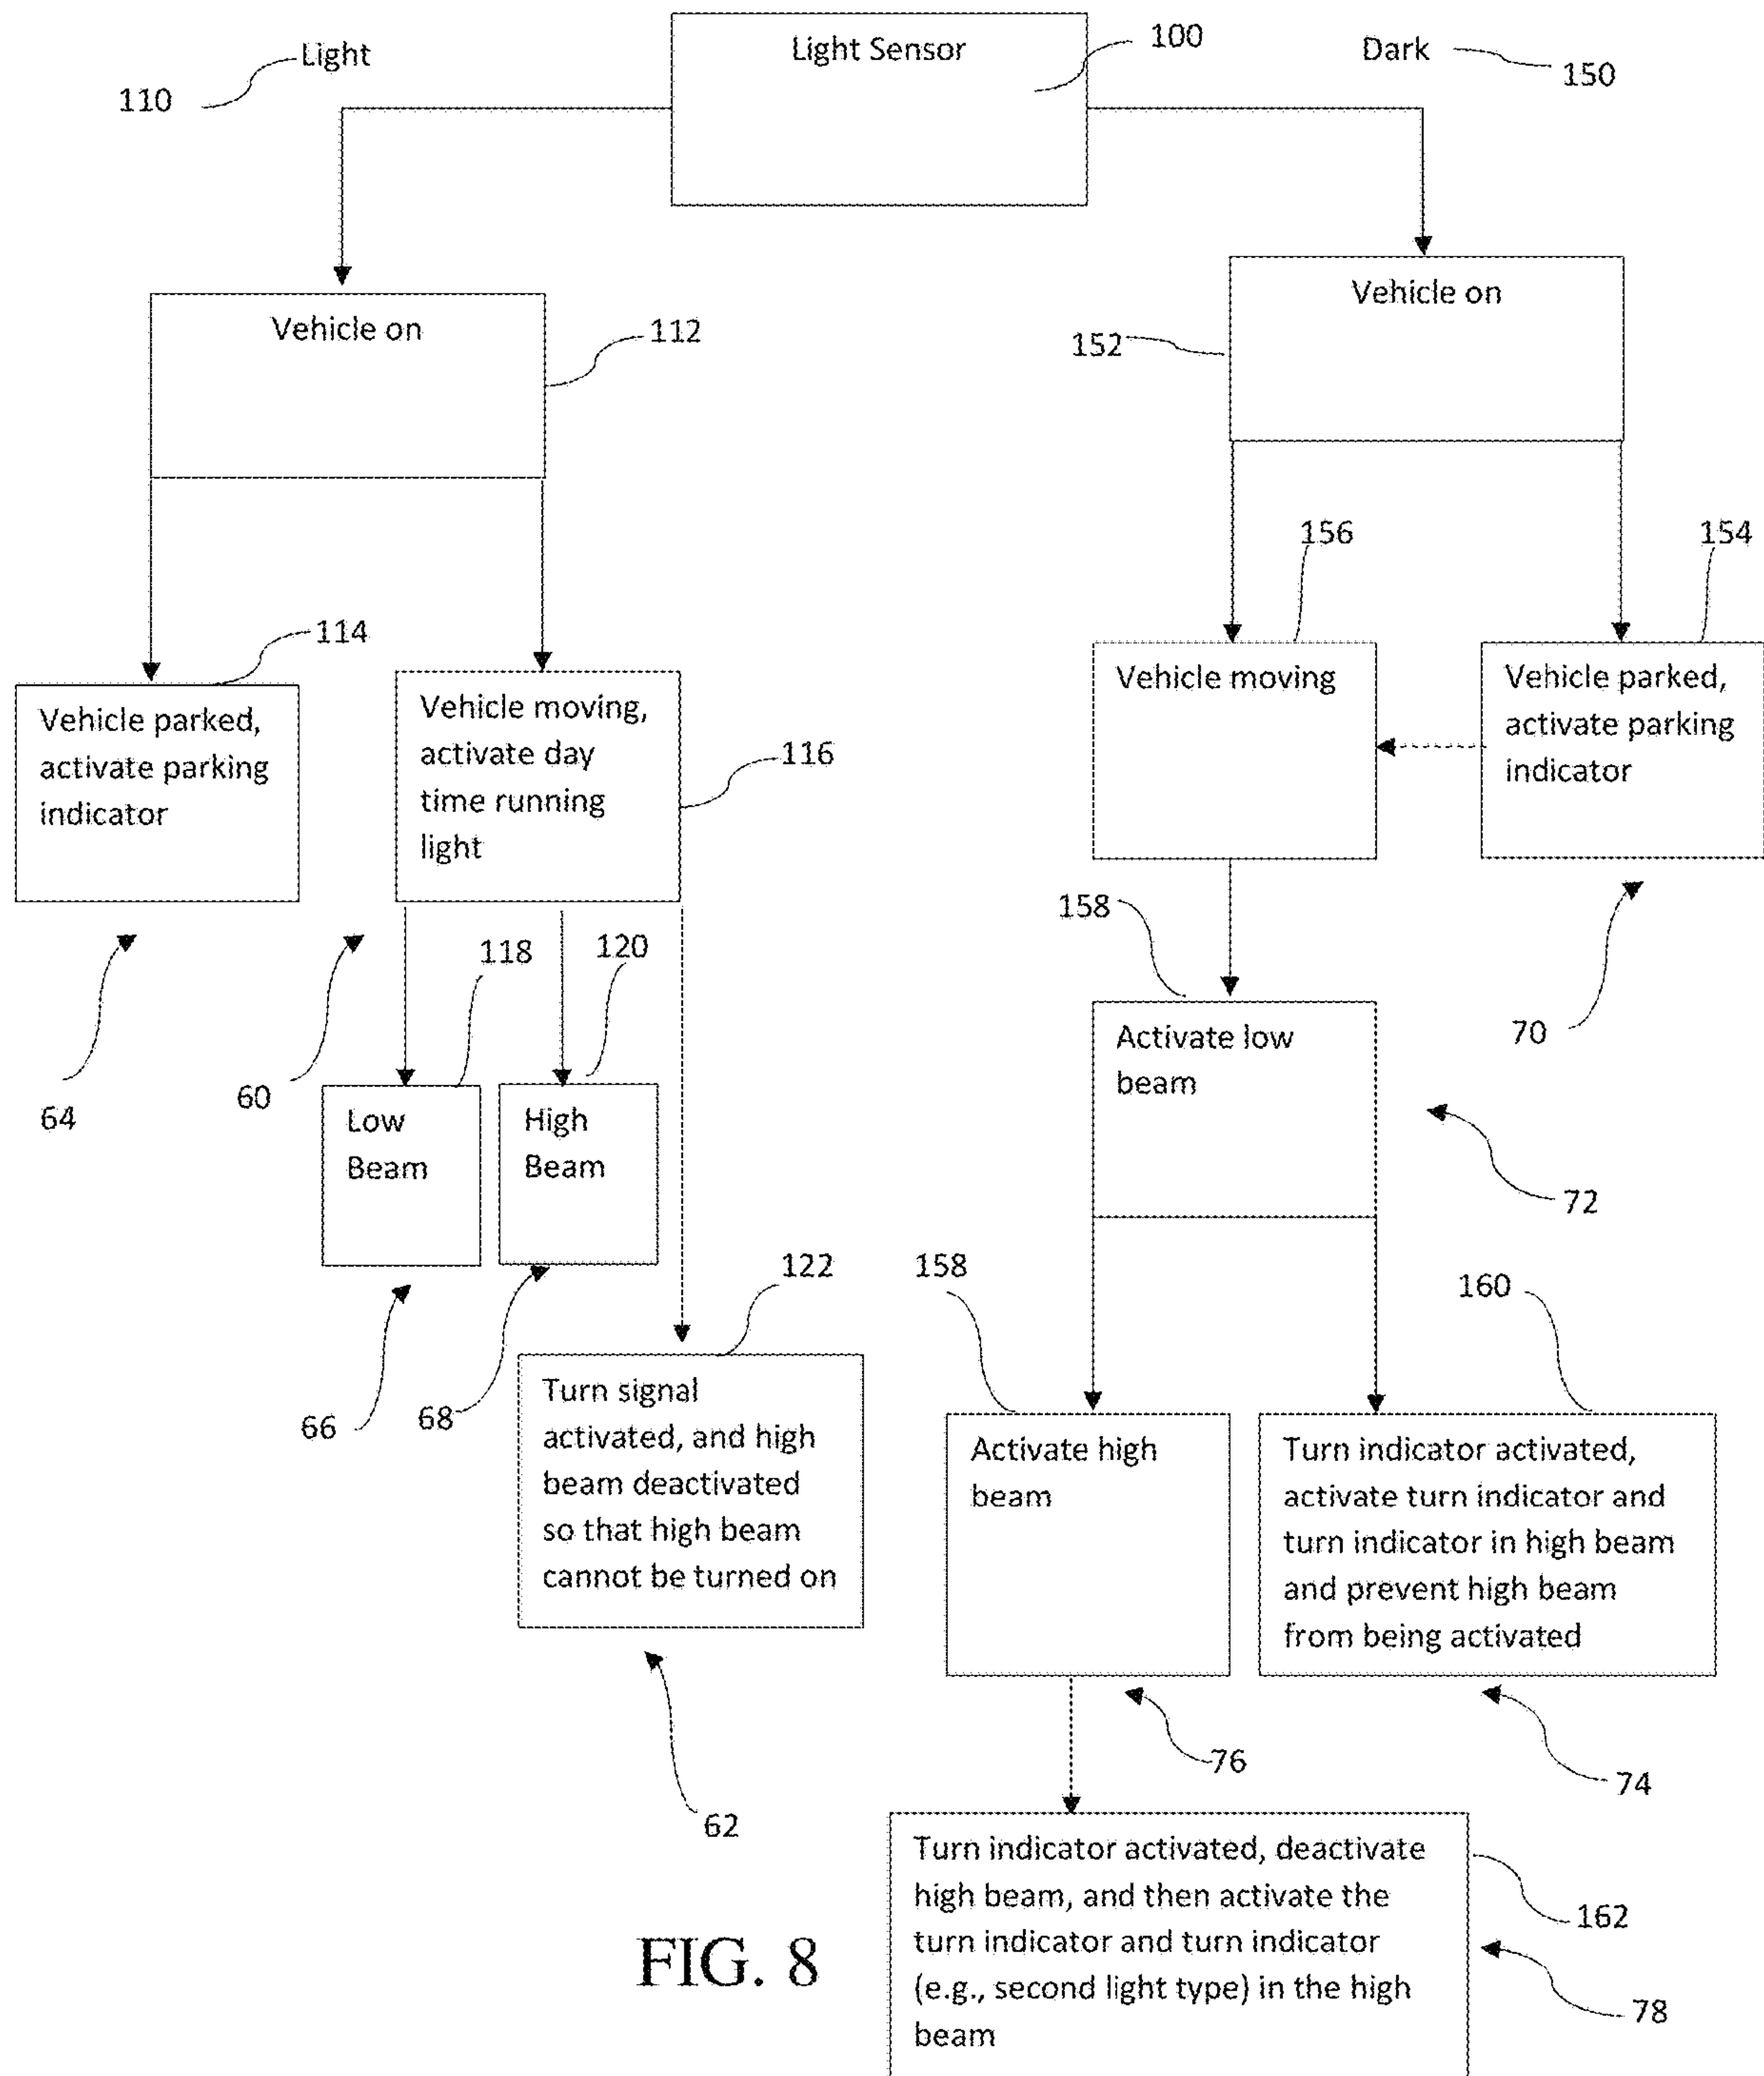 Light
110
Light Sensor
100
Dark
150
Vehicle on
112
Vehicle on
152
156
154
114
Vehicle parked,
activate parking
indicator
Vehicle moving,
activate day
time running
light
116
Vehicle moving
Vehicle parked,
activate parking
indicator
64
60
118
120
158
70
Low
Beam
High
Beam
Activate low
beam
72
66
68
122
158
160
Turn signal
activated, and high
beam deactivated
so that high beam
cannot be turned on
Activate high
beam
Turn indicator activated,
activate turn indicator and
turn indicator in high beam
and prevent high beam
from being activated
62
76
74
Turn indicator activated, deactivate
high beam, and then activate the
turn indicator and turn indicator
(e.g., second light type) in the high
beam
162
78
FIG. 8